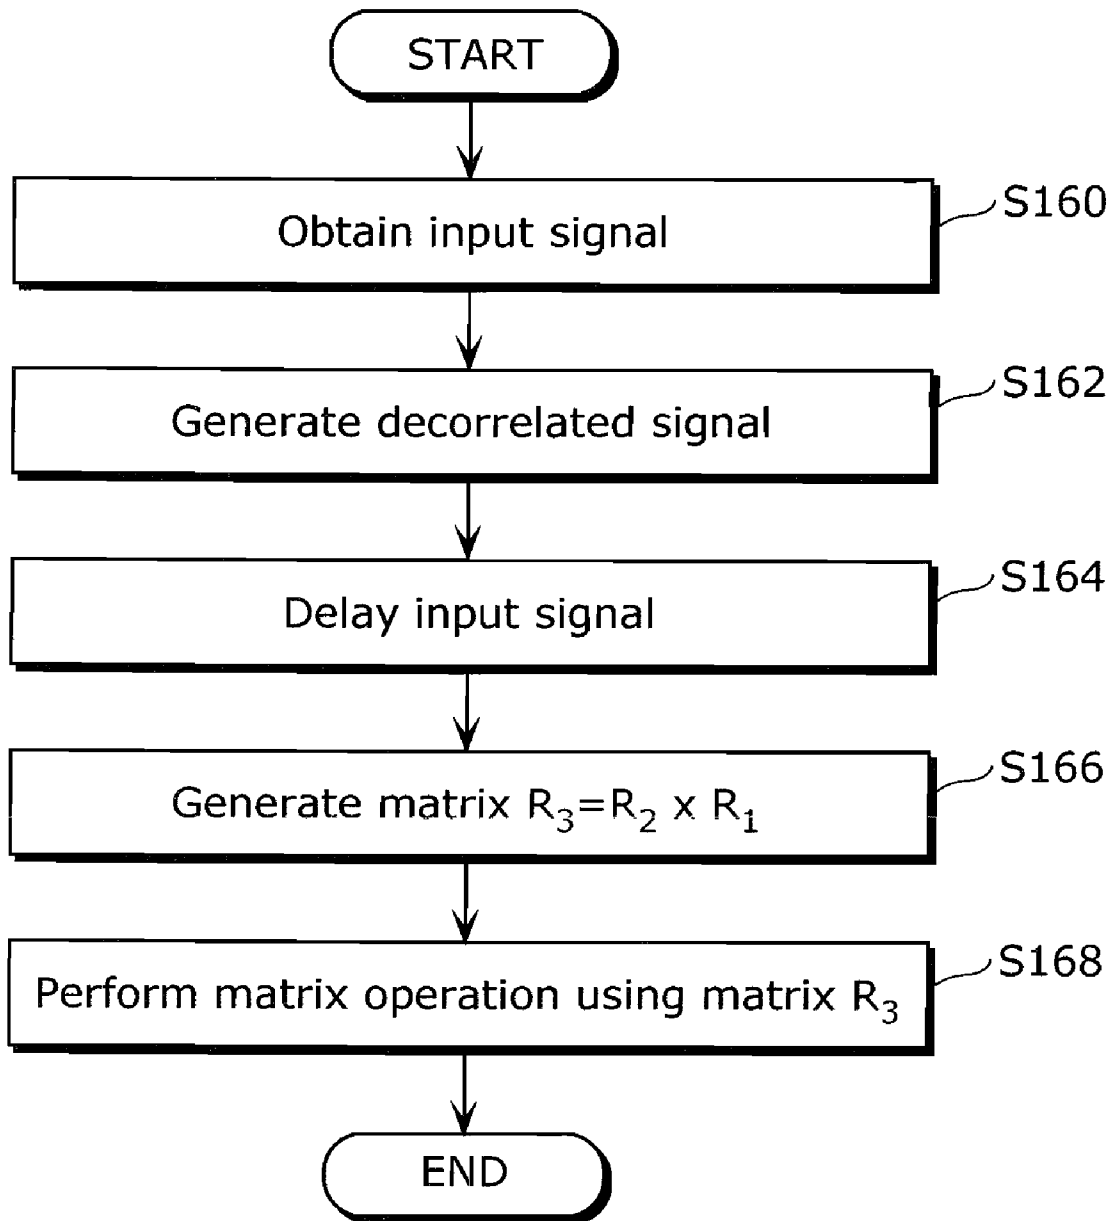 START
Obtain input signal
S160
Generate decorrelated signal
S162
Delay input signal
S164
Generate matrix R₃=R₂ x R₁
S166
Perform matrix operation using matrix R₃
S168
END